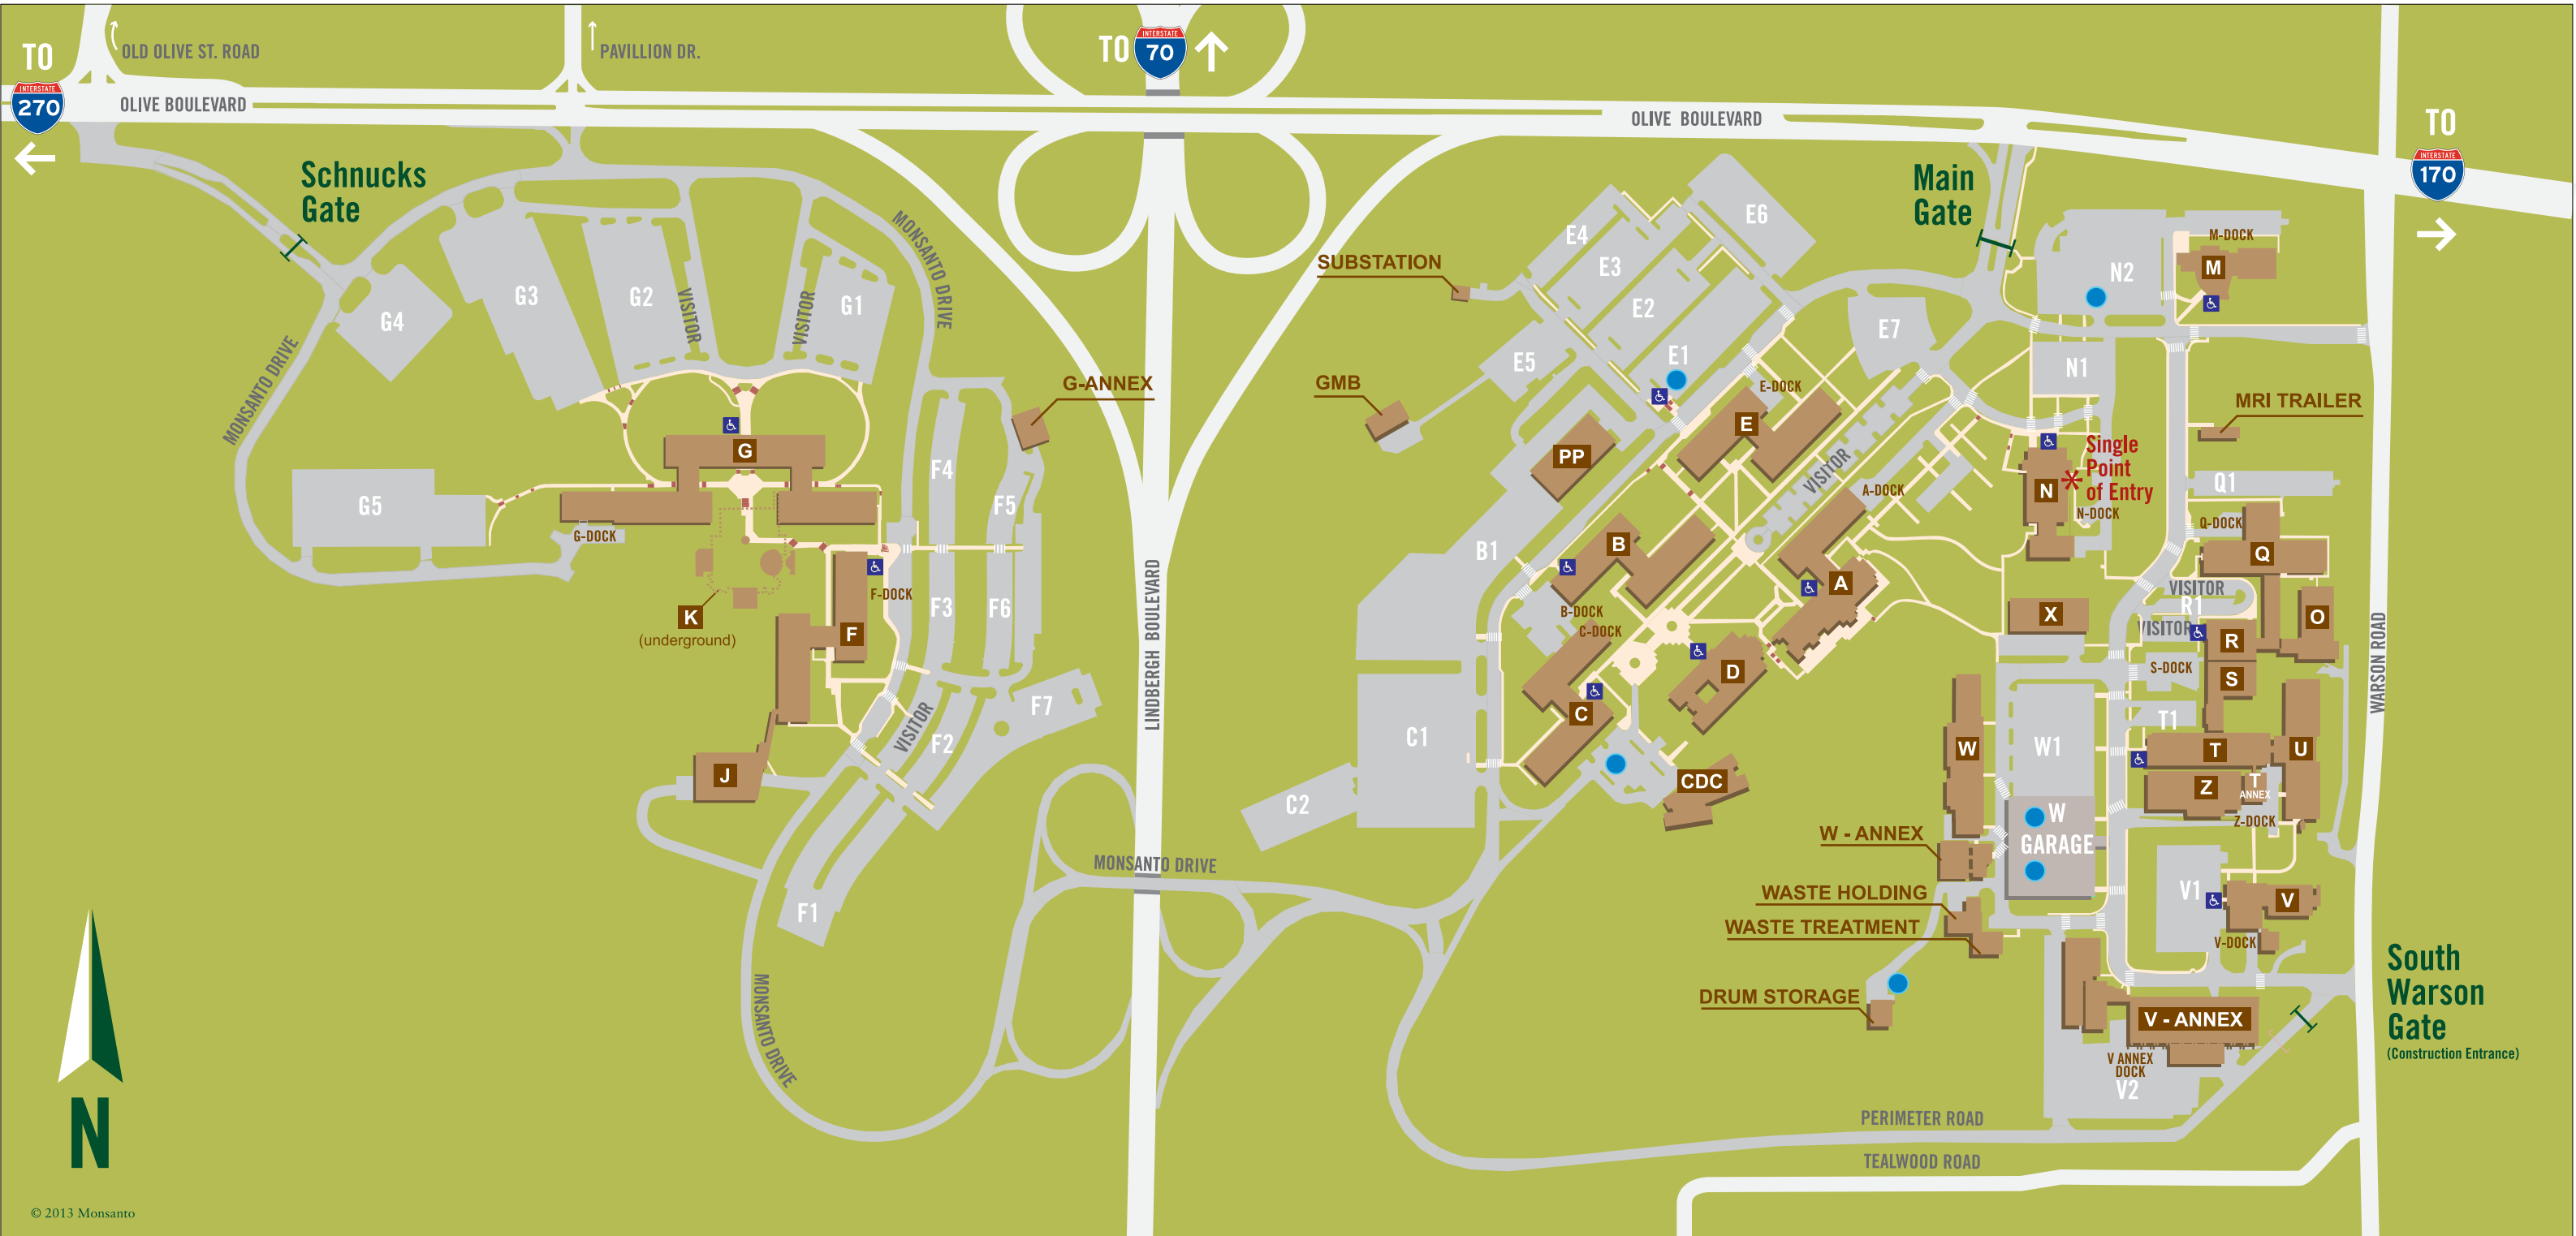 TO
INTERSTATE
270
OLD OLIVE ST. ROAD
PAVILLION DR.
OLIVE BOULEVARD
TO
INTERSTATE
70
OLIVE BOULEVARD
TO
INTERSTATE
170
Schnucks
Gate
MONSANTO DRIVE
MONSANTO DRIVE
G4
G3
G2
VISITOR
VISITOR
G1
G5
G
G-DOCK
G-ANNEX
K
(underground)
F
F-DOCK
F4
F5
F3
F6
F7
VISITOR
F2
J
F1
MONSANTO DRIVE
LINDBERGH BOULEVARD
MONSANTO DRIVE
Main
Gate
SUBSTATION
GMB
E4
E3
E6
E2
E1
E5
E7
E-DOCK
E
PP
VISITOR
A-DOCK
B1
B
B-DOCK
C-DOCK
A
D
C
C1
C2
CDC
N2
M-DOCK
M
N1
MRI TRAILER
Single
Point
of Entry
N
N-DOCK
Q1
Q-DOCK
Q
VISITOR
R1
VISITOR
X
O
R
S-DOCK
S
T1
W
W1
T
U
Z
T
ANNEX
Z-DOCK
W
GARAGE
W - ANNEX
WASTE HOLDING
WASTE TREATMENT
DRUM STORAGE
V1
V
V-DOCK
V - ANNEX
V ANNEX
DOCK
V2
WARSON ROAD
South
Warson
Gate
(Construction Entrance)
PERIMETER ROAD
TEALWOOD ROAD
N
© 2013 Monsanto